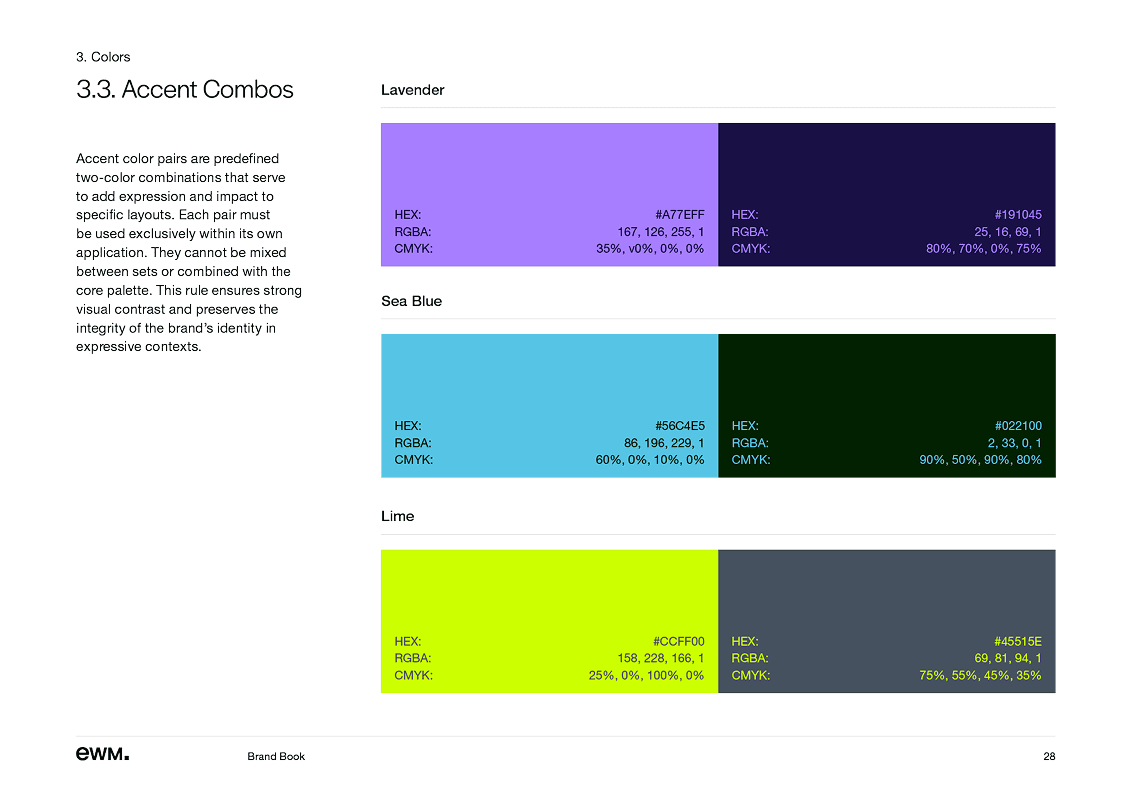 3. Colors
3.3. Accent Combos
Accent color pairs are predefined
two-color combinations that serve
to add expression and impact to
specific layouts. Each pair must
be used exclusively within its own
application. They cannot be mixed
between sets or combined with the
core palette. This rule ensures strong
visual contrast and preserves the
integrity of the brand’s identity in
expressive contexts.
Lavender
HEX: #A77EFF
RGBA: 167, 126, 255, 1
CMYK: 35%, v0%, 0%, 0%
HEX: #191045
RGBA: 25, 16, 69, 1
CMYK: 80%, 70%, 0%, 75%
Sea Blue
HEX: #56C4E5
RGBA: 86, 196, 229, 1
CMYK: 60%, 0%, 10%, 0%
HEX: #022100
RGBA: 2, 33, 0, 1
CMYK: 90%, 50%, 90%, 80%
Lime
HEX: #CCFF00
RGBA: 158, 228, 166, 1
CMYK: 25%, 0%, 100%, 0%
HEX: #45515E
RGBA: 69, 81, 94, 1
CMYK: 75%, 55%, 45%, 35%
ewm.
Brand Book
28